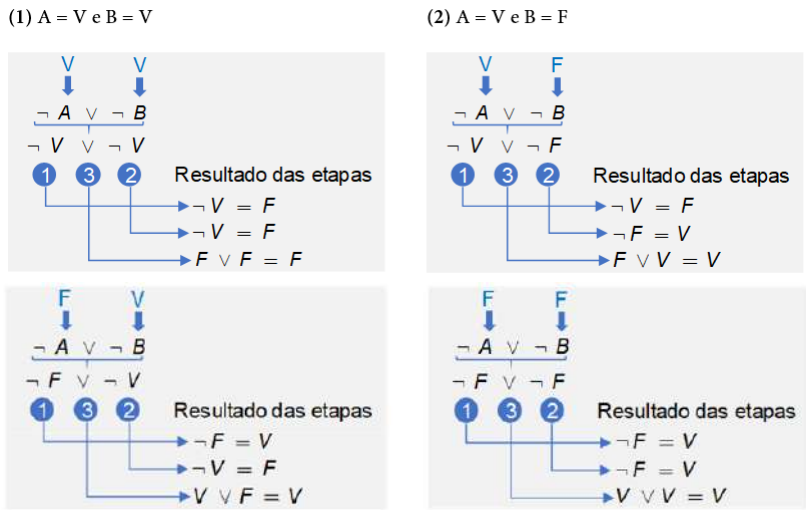 (1) A = V e B = V
V V
¬ A ∨ ¬ B
¬ V ∨ ¬ V
1 3 2 Resultado das etapas
¬ V = F
¬ V = F
F ∨ F = F
(2) A = V e B = F
V F
¬ A ∨ ¬ B
¬ V ∨ ¬ F
1 3 2 Resultado das etapas
¬ V = F
¬ F = V
F ∨ V = V
F V
¬ A ∨ ¬ B
¬ F ∨ ¬ V
1 3 2 Resultado das etapas
¬ F = V
¬ V = F
V ∨ F = V
F F
¬ A ∨ ¬ B
¬ F ∨ ¬ F
1 3 2 Resultado das etapas
¬ F = V
¬ F = V
V ∨ V = V